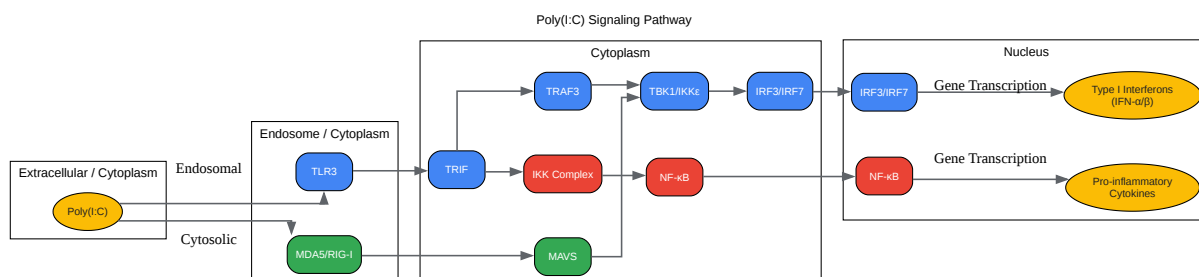 Poly(I:C) Signaling Pathway
Extracellular / Cytoplasm
Poly(I:C)
Endosomal
Cytosolic
Endosome / Cytoplasm
TLR3
MDA5/RIG-I
Cytoplasm
TRIF
TRAF3
TBK1/IKKε
IRF3/IRF7
IKK Complex
NF-κB
MAVS
Nucleus
IRF3/IRF7
Gene Transcription
Type I Interferons
(IFN-α/β)
NF-κB
Gene Transcription
Pro-inflammatory
Cytokines